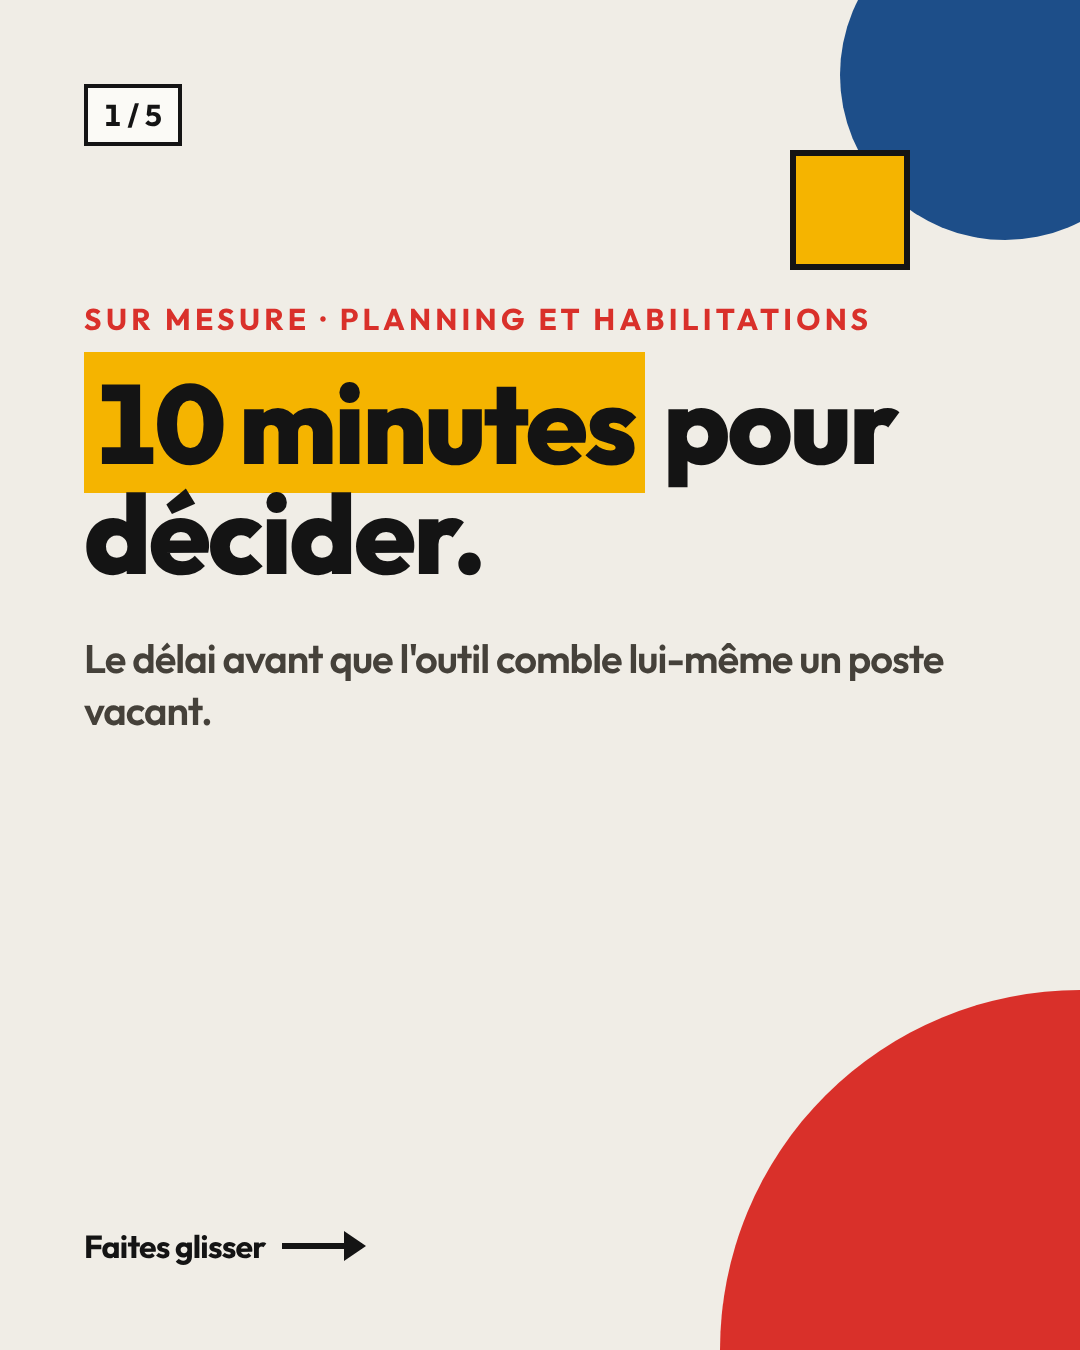 1 / 5
SUR MESURE · PLANNING ET HABILITATIONS
10 minutes pour
décider.
Le délai avant que l'outil comble lui-même un poste
vacant.
Faites glisser